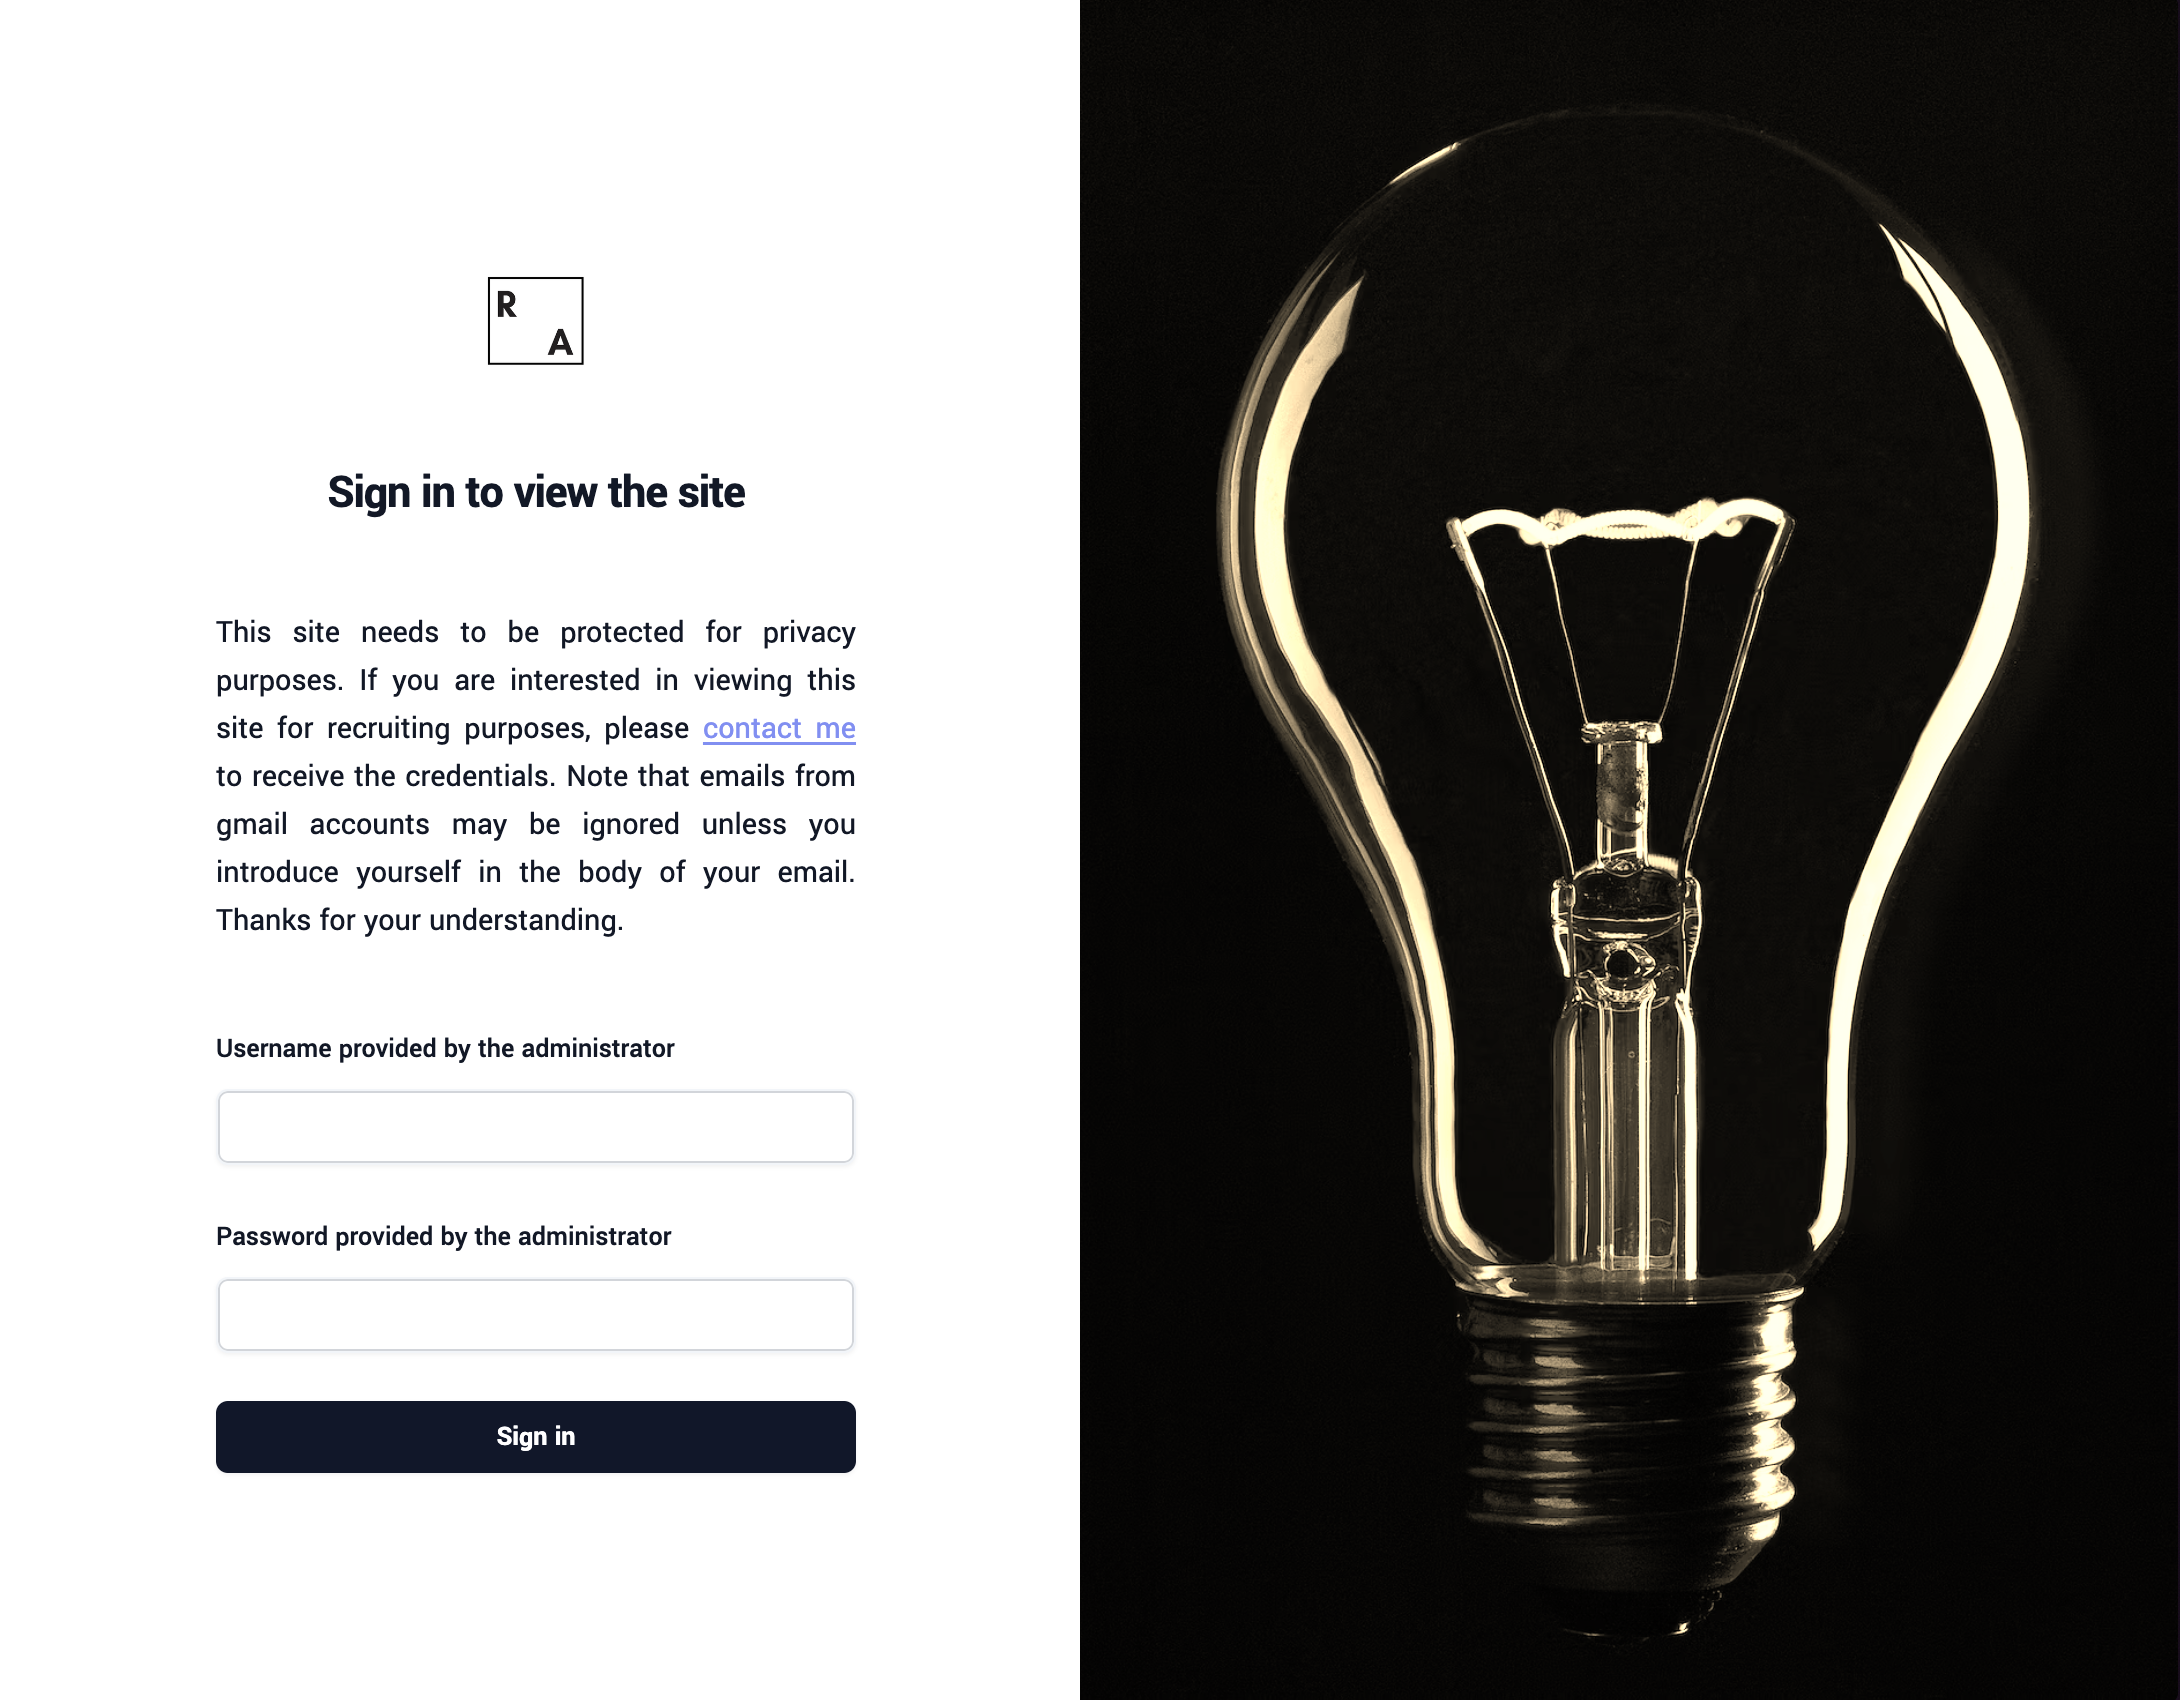 R
A
Sign in to view the site
This site needs to be protected for privacy
purposes. If you are interested in viewing this
site for recruiting purposes, please contact me
to receive the credentials. Note that emails from
gmail accounts may be ignored unless you
introduce yourself in the body of your email.
Thanks for your understanding.
Username provided by the administrator
Password provided by the administrator
Sign in